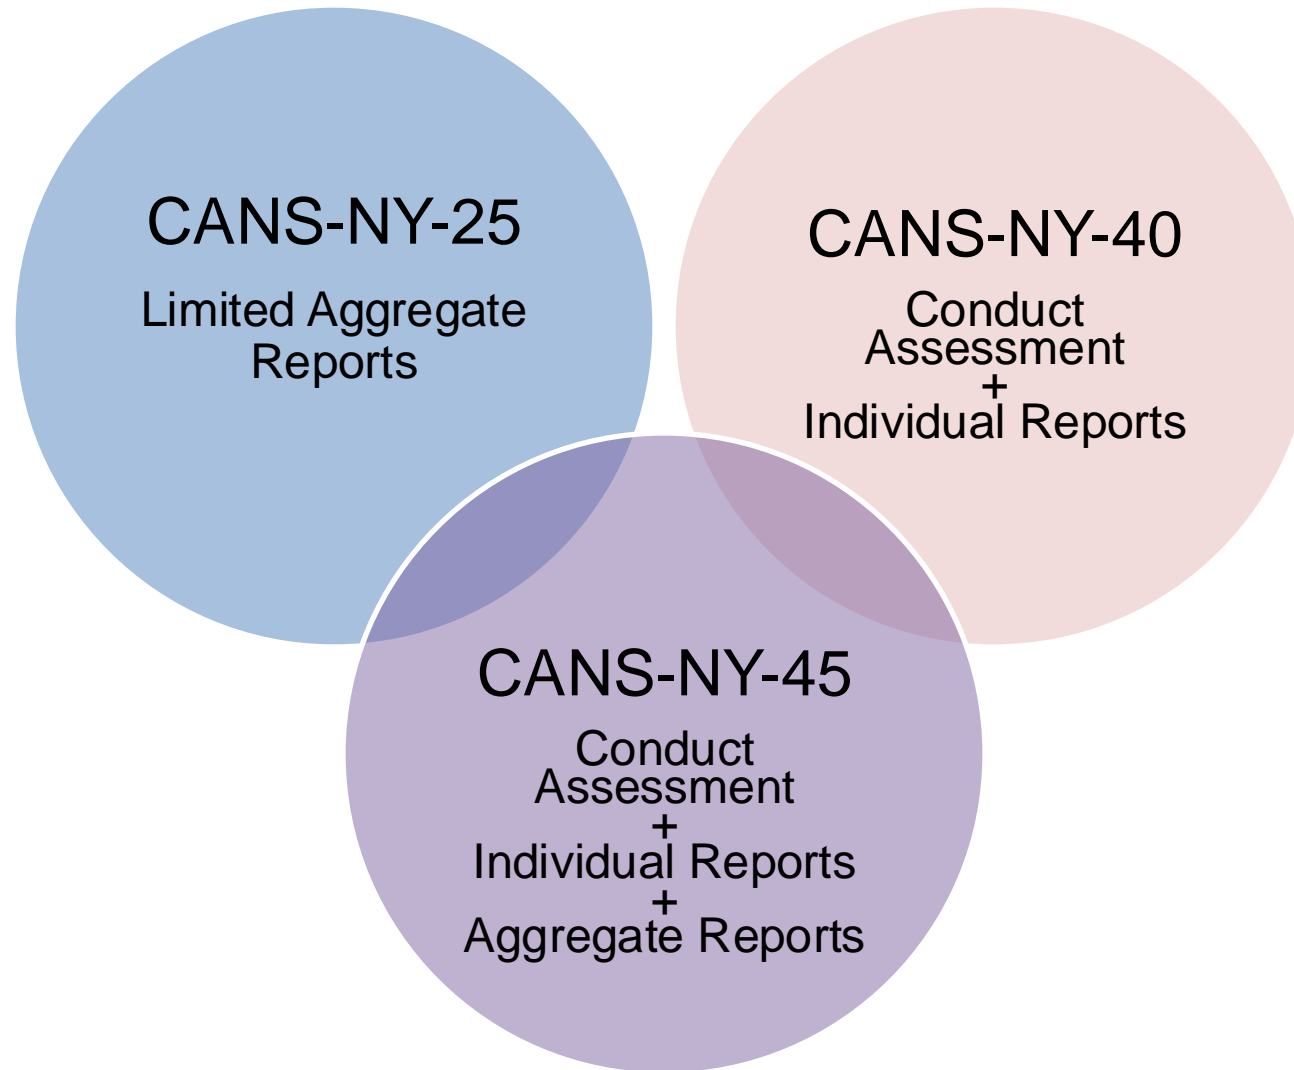 CANS-NY-25
Limited Aggregate
Reports
CANS-NY-40
Conduct
Assessment
+
Individual Reports
CANS-NY-45
Conduct
Assessment
+
Individual Reports
+
Aggregate Reports